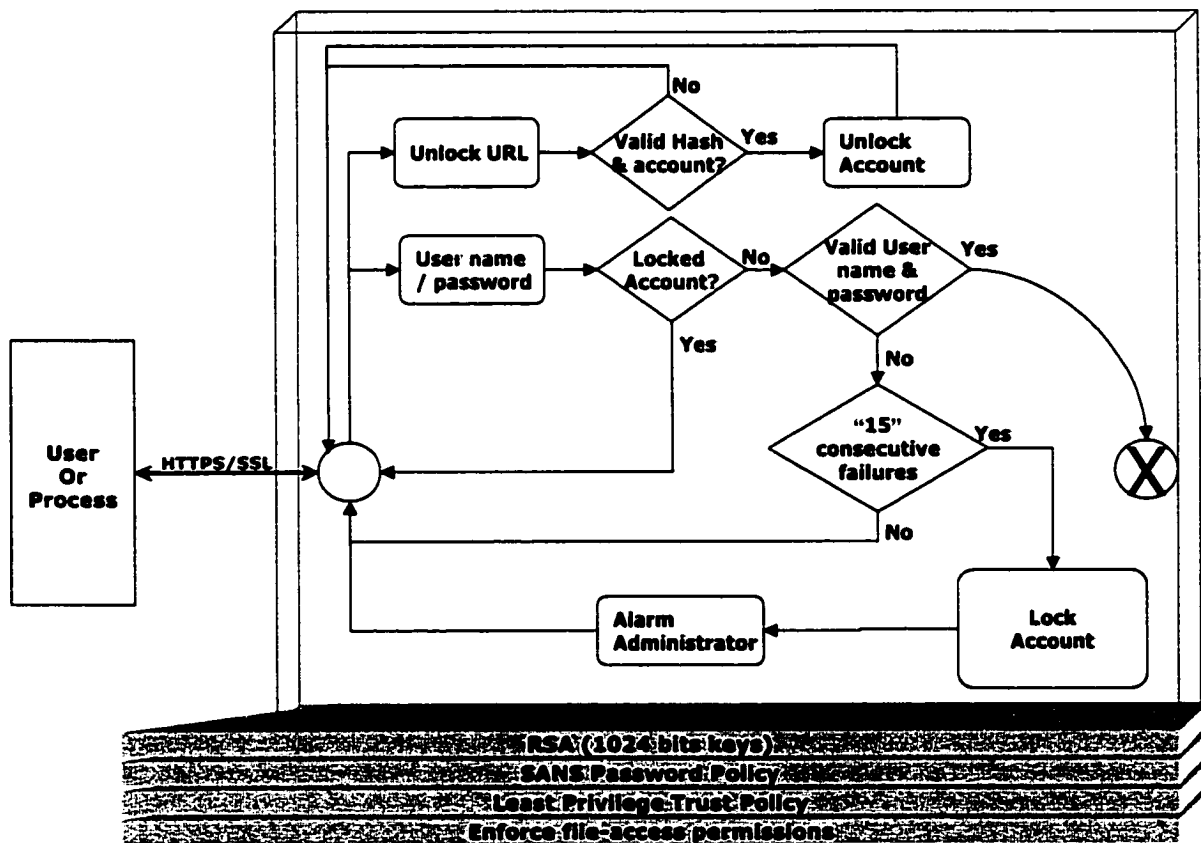 No
Unlock URL
Valid Hash
& account?
Yes
Unlock
Account
User name
/ password
Locked
Account?
No
Valid User
name &
password
Yes
Yes
No
User
Or
Process
HTTPS/SSL
"15"
consecutive
failures
Yes
X
No
Alarm
Administrator
Lock
Account
RSA (1024 bits keys)
SANS Password Policy
Least Privilege Trust Policy
Enforce file-access permissions